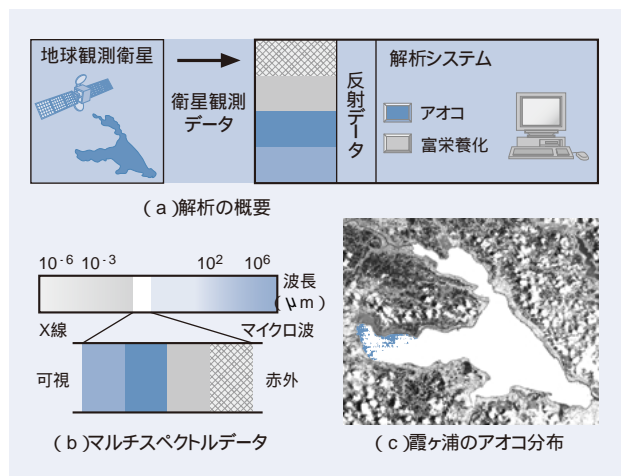 地球観測衛星
衛星観測
データ
反射データ
解析システム
アオコ
富栄養化
(a)解析の概要
10-6 10-3 102 106 波長
(μm)
X線 マイクロ波
可視 赤外
(b)マルチスペクトルデータ
(c)霞ヶ浦のアオコ分布